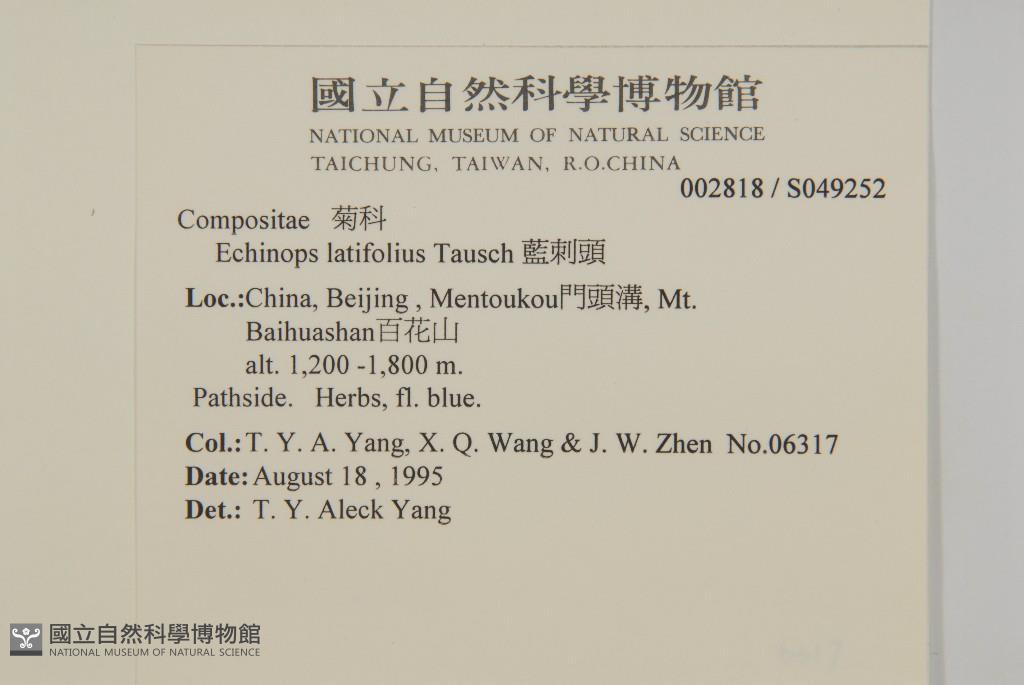 國立自然科學博物館
NATIONAL MUSEUM OF NATURAL SCIENCE
TAICHUNG, TAIWAN, R.O.CHINA
002818 / S049252
Compositae 菊科
Echinops latifolius Tausch 藍刺頭
Loc.:China, Beijing , Mentoukou門頭溝, Mt.
Baihuashan百花山
alt. 1,200 -1,800 m.
Pathside. Herbs, fl. blue.
Col.: T. Y. A. Yang, X. Q. Wang & J. W. Zhen No.06317
Date: August 18 , 1995
Det.: T. Y. Aleck Yang
國立自然科學博物館
NATIONAL MUSEUM OF NATURAL SCIENCE